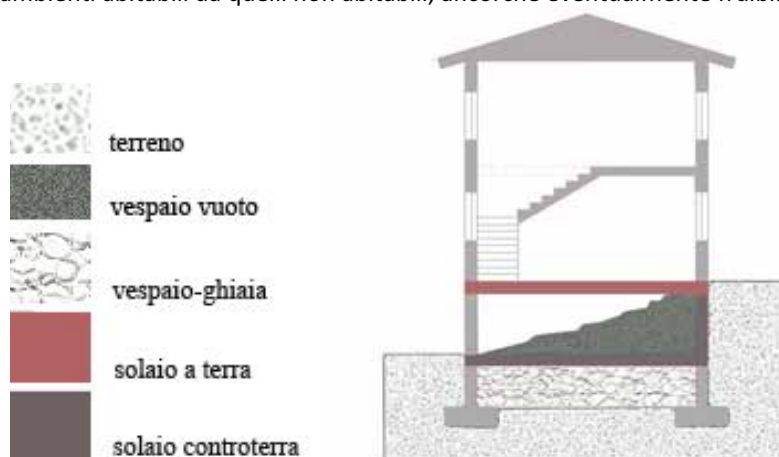 terreno
vespaio vuoto
vespaio-ghiaia
solaio a terra
solaio controterra